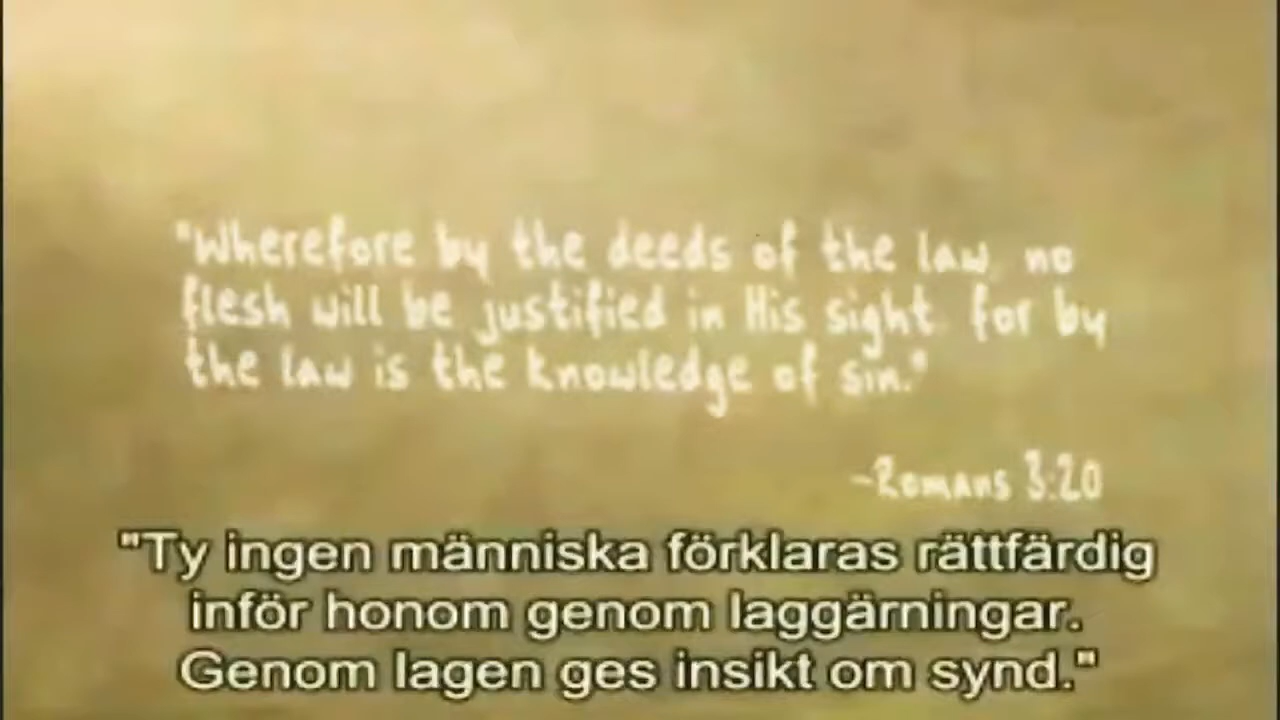 "Wherefore by the deeds of the law no
flesh will be justified in His sight for by
the law is the knowledge of sin."
-Romans 3:20
"Ty ingen människa förklaras rättfärdig
inför honom genom laggärningar.
Genom lagen ges insikt om synd."